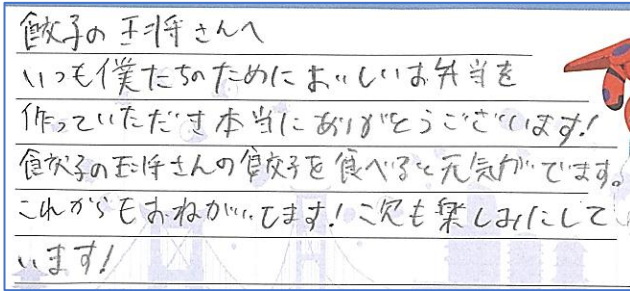 餃子の王将さんへ
いつも僕たちのためにおいしいお弁当を
作っていただき本当にありがとうございます!
餃子の王将さんの餃子を食べると元気がでます。
これからもおねがいします!次も楽しみにして
います!